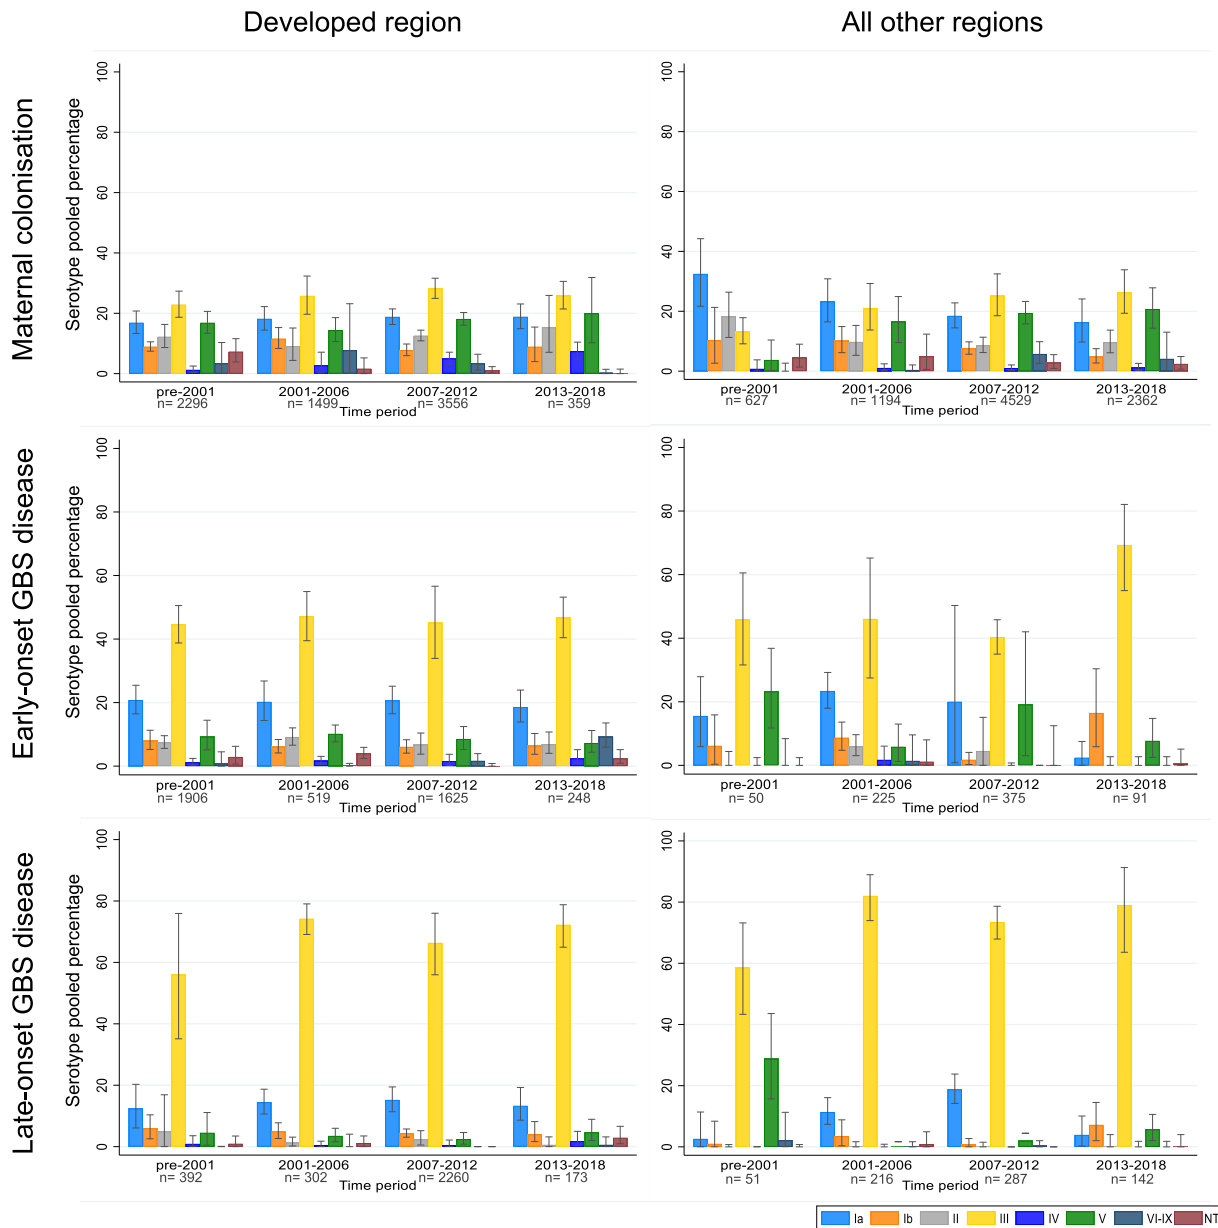 Developed region
All other regions
Maternal colonisation
Serotype pooled percentage
100
80
60
40
20
0
pre-2001 2001-2006 2007-2012 2013-2018
n= 2296 n= 1499 n= 3556 n= 359
Time period
100
80
60
40
20
0
pre-2001 2001-2006 2007-2012 2013-2018
n= 627 n= 1194 n= 4529 n= 2362
Time period
Early-onset GBS disease
Serotype pooled percentage
100
80
60
40
20
0
pre-2001 2001-2006 2007-2012 2013-2018
n= 1906 n= 519 n= 1625 n= 248
Time period
100
80
60
40
20
0
pre-2001 2001-2006 2007-2012 2013-2018
n= 50 n= 225 n= 375 n= 91
Time period
Late-onset GBS disease
Serotype pooled percentage
100
80
60
40
20
0
pre-2001 2001-2006 2007-2012 2013-2018
n= 392 n= 302 n= 2260 n= 173
Time period
100
80
60
40
20
0
pre-2001 2001-2006 2007-2012 2013-2018
n= 51 n= 216 n= 287 n= 142
Time period
Ia Ib II III IV V VI-IX NT